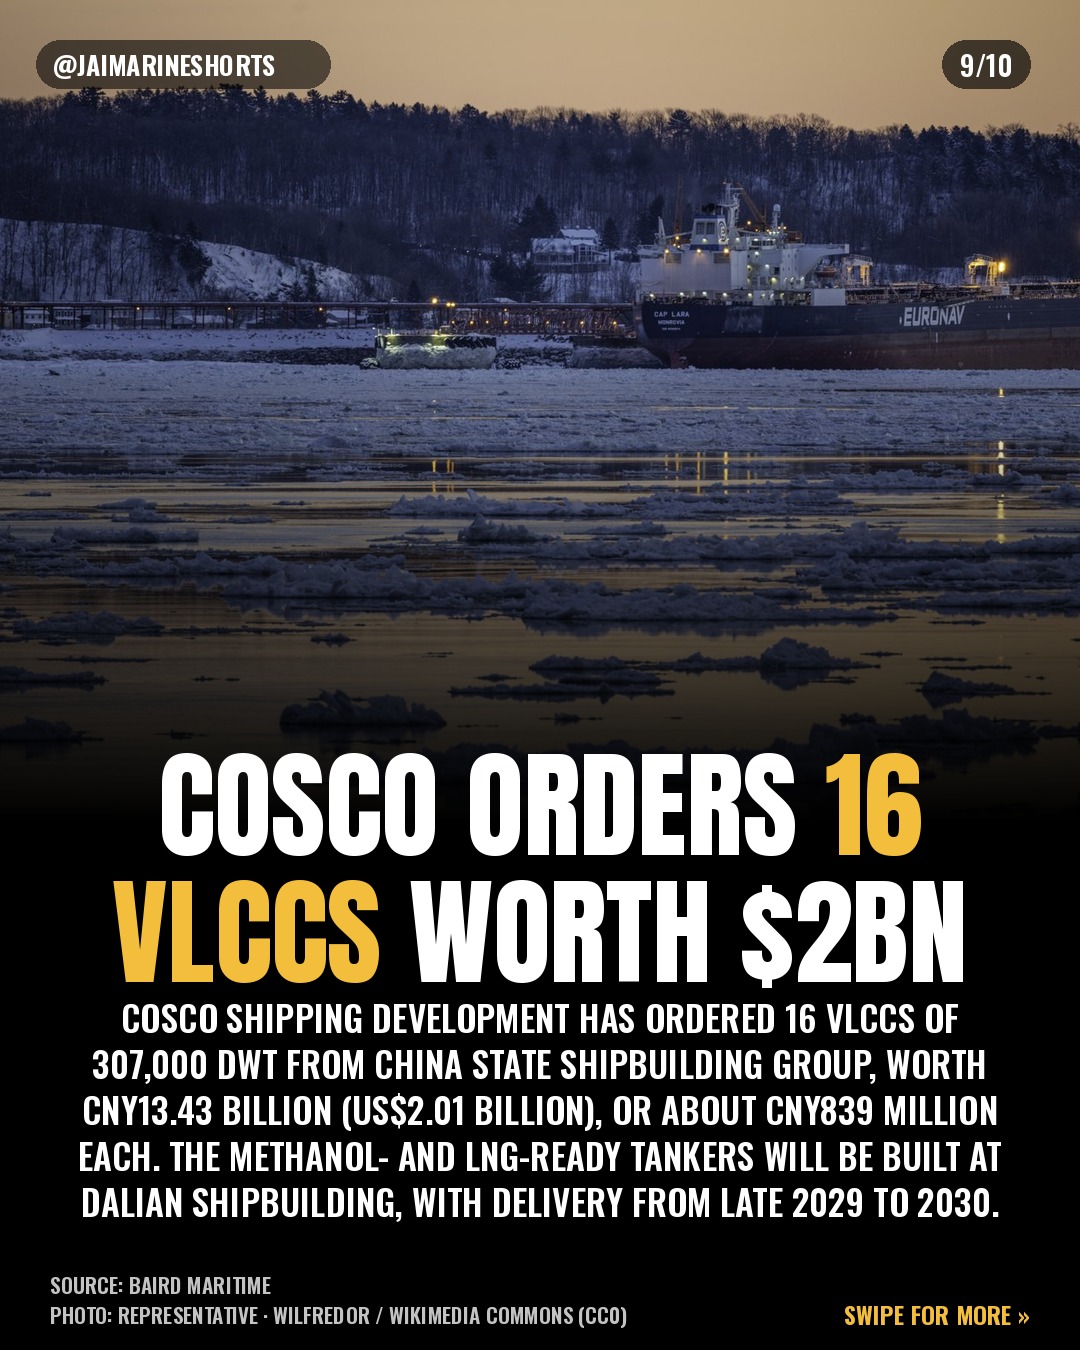 @JAIMARINESHORTS
9/10
CAP LARA
MONROVIA
EURONAV
COSCO ORDERS 16
VLCCS WORTH $2BN
COSCO SHIPPING DEVELOPMENT HAS ORDERED 16 VLCCS OF
307,000 DWT FROM CHINA STATE SHIPBUILDING GROUP, WORTH
CNY13.43 BILLION (US$2.01 BILLION), OR ABOUT CNY839 MILLION
EACH. THE METHANOL- AND LNG-READY TANKERS WILL BE BUILT AT
DALIAN SHIPBUILDING, WITH DELIVERY FROM LATE 2029 TO 2030.
SOURCE: BAIRD MARITIME
PHOTO: REPRESENTATIVE · WILFREDOR / WIKIMEDIA COMMONS (CC0)
SWIPE FOR MORE »